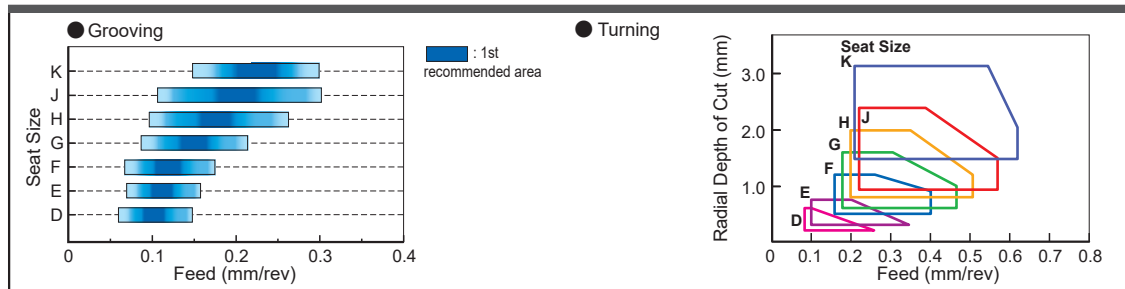 ● Grooving
K
J
H
G
F
E
D
Seat Size
0
0.1
0.2
0.3
0.4
Feed (mm/rev)
: 1st
recommended area
● Turning
Seat Size
K
J
H
G
F
E
D
3.0
2.0
1.0
Radial Depth of Cut (mm)
0
0.1
0.2
0.3
0.4
0.5
0.6
0.7
0.8
Feed (mm/rev)